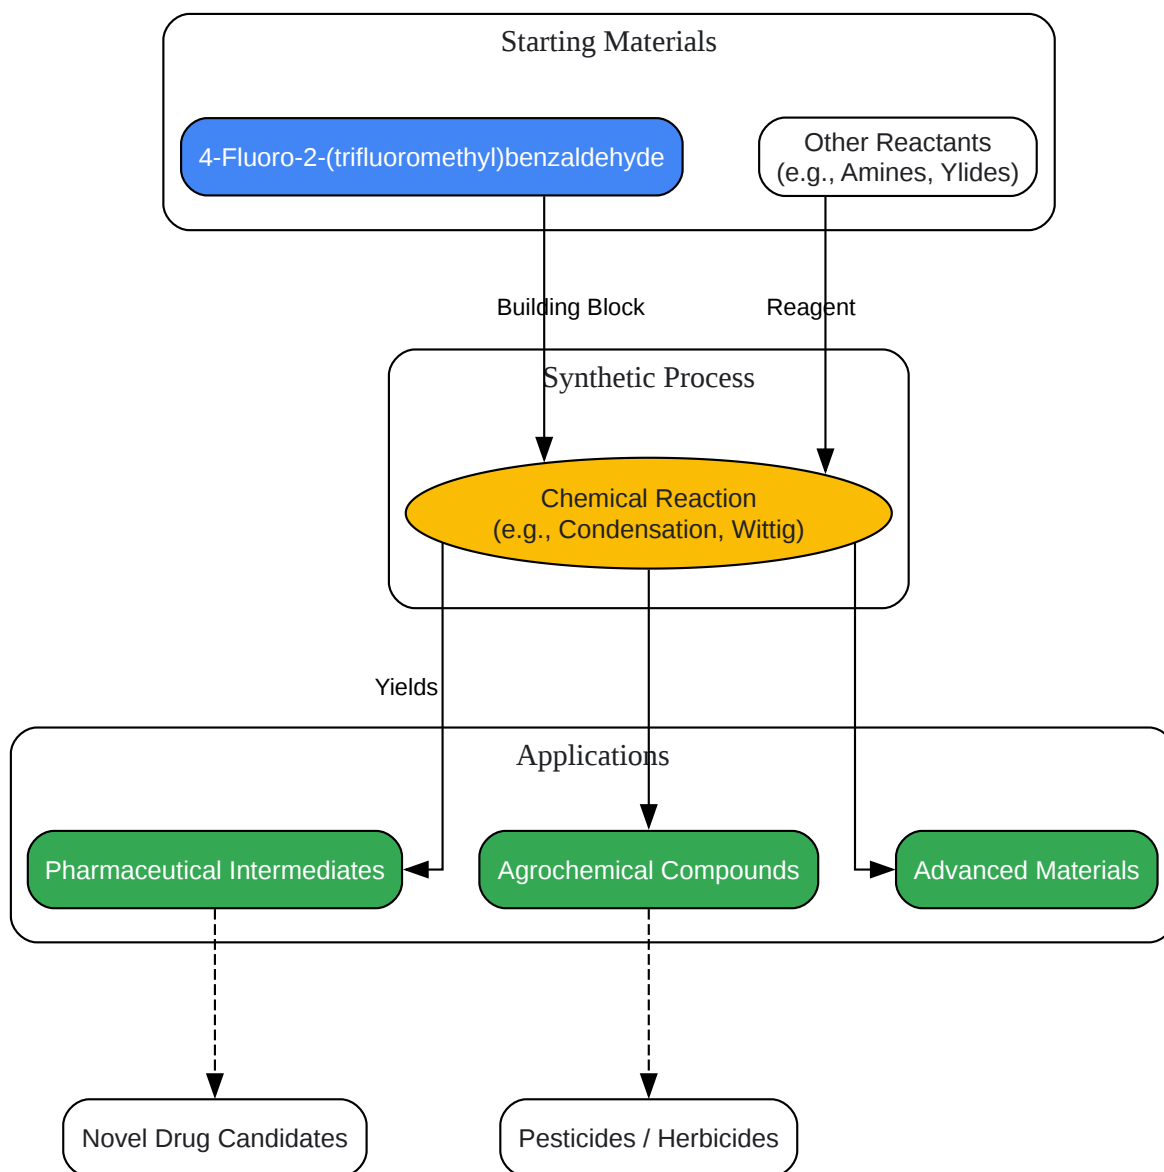 Starting Materials
4-Fluoro-2-(trifluoromethyl)benzaldehyde
Other Reactants
(e.g., Amines, Ylides)
Building Block
Reagent
Synthetic Process
Chemical Reaction
(e.g., Condensation, Wittig)
Yields
Applications
Pharmaceutical Intermediates
Agrochemical Compounds
Advanced Materials
Novel Drug Candidates
Pesticides / Herbicides